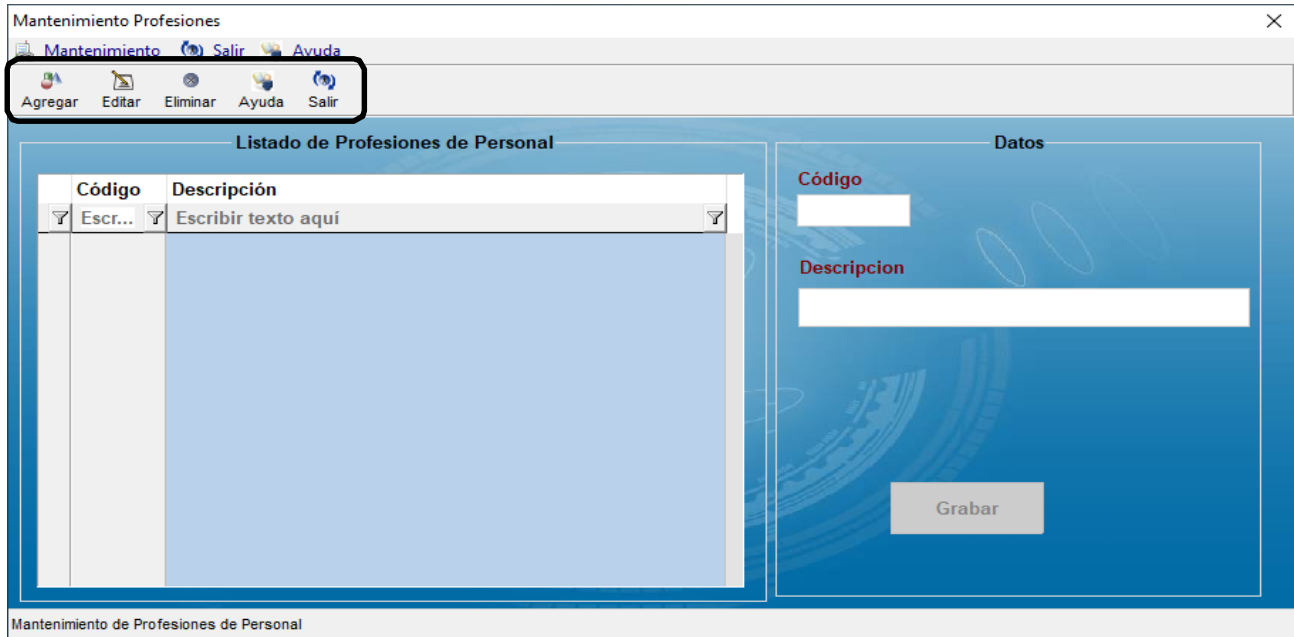 Mantenimiento Profesiones
Mantenimiento Salir Ayuda
Agregar Editar Eliminar Ayuda Salir
Listado de Profesiones de Personal
Código Descripción
Escr... Escribir texto aquí
Datos
Código
Descripcion
Grabar
Mantenimiento de Profesiones de Personal